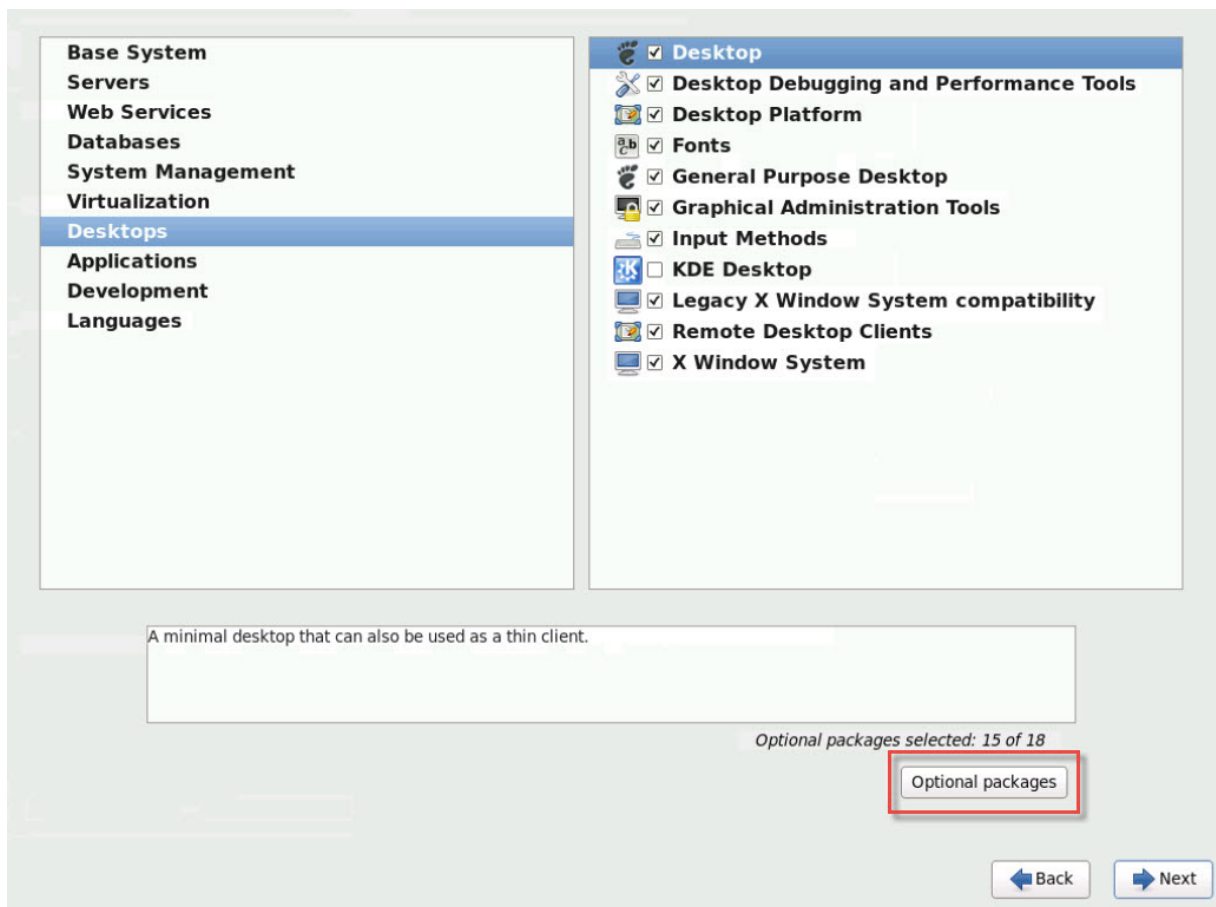 Base System
Servers
Web Services
Databases
System Management
Virtualization
Desktops
Applications
Development
Languages
Desktop
Desktop Debugging and Performance Tools
Desktop Platform
Fonts
General Purpose Desktop
Graphical Administration Tools
Input Methods
KDE Desktop
Legacy X Window System compatibility
Remote Desktop Clients
X Window System
A minimal desktop that can also be used as a thin client.
Optional packages selected: 15 of 18
Optional packages
Back
Next